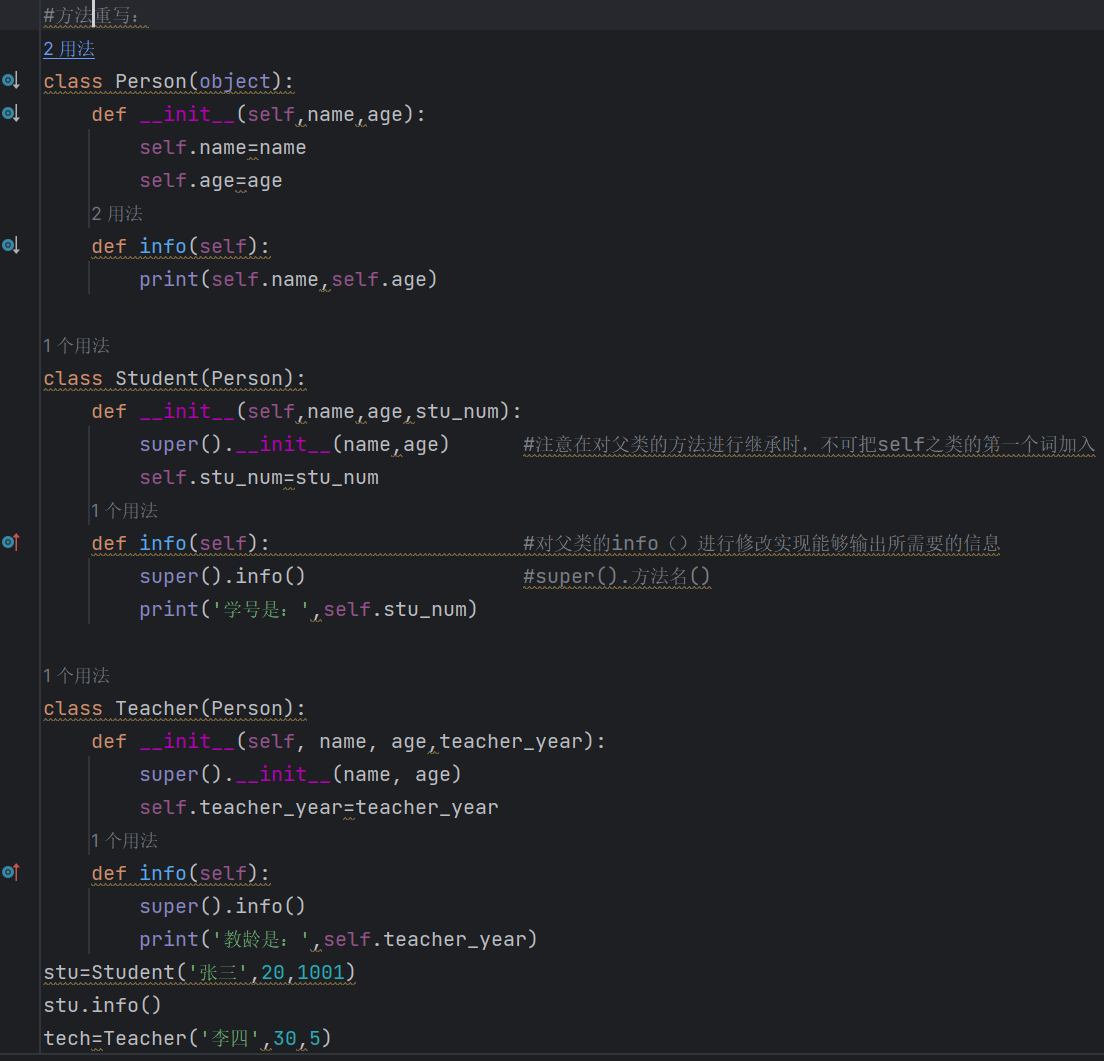 #方法重写：
2 用法
class Person(object):
    def __init__(self,name,age):
        self.name=name
        self.age=age
    2 用法
    def info(self):
        print(self.name,self.age)
1 个用法
class Student(Person):
    def __init__(self,name,age,stu_num):
        super().__init__(name,age)      #注意在对父类的方法进行继承时，不可把self之类的第一个词加入
        self.stu_num=stu_num
    1 个用法
    def info(self):                     #对父类的info（）进行修改实现能够输出所需要的信息
        super().info()                  #super().方法名()
        print('学号是：',self.stu_num)
1 个用法
class Teacher(Person):
    def __init__(self, name, age,teacher_year):
        super().__init__(name, age)
        self.teacher_year=teacher_year
    1 个用法
    def info(self):
        super().info()
        print('教龄是：',self.teacher_year)
stu=Student('张三',20,1001)
stu.info()
tech=Teacher('李四',30,5)